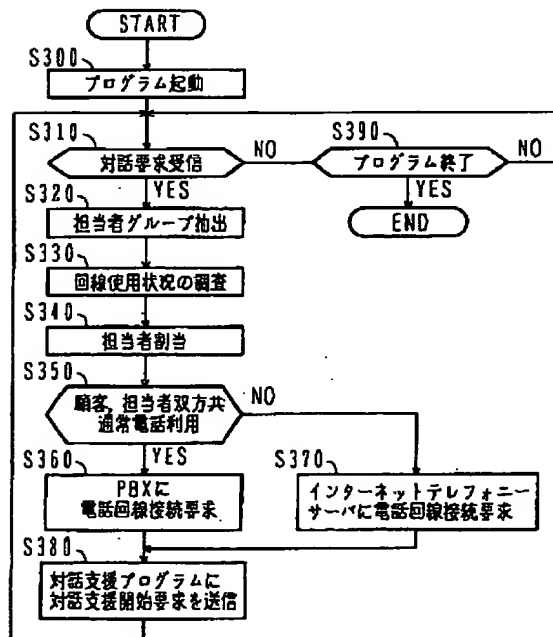 START
S300
プログラム起動
S310
対話要求受信
NO
S390
プログラム終了
NO
YES
YES
END
S320
担当者グループ抽出
S330
回線使用状況の調査
S340
担当者割当
S350
顧客，担当者双方共
通常電話利用
NO
YES
S360
PBXに
電話回線接続要求
S370
インターネットテレフォニー
サーバに電話回線接続要求
S380
対話支援プログラムに
対話支援開始要求を送信